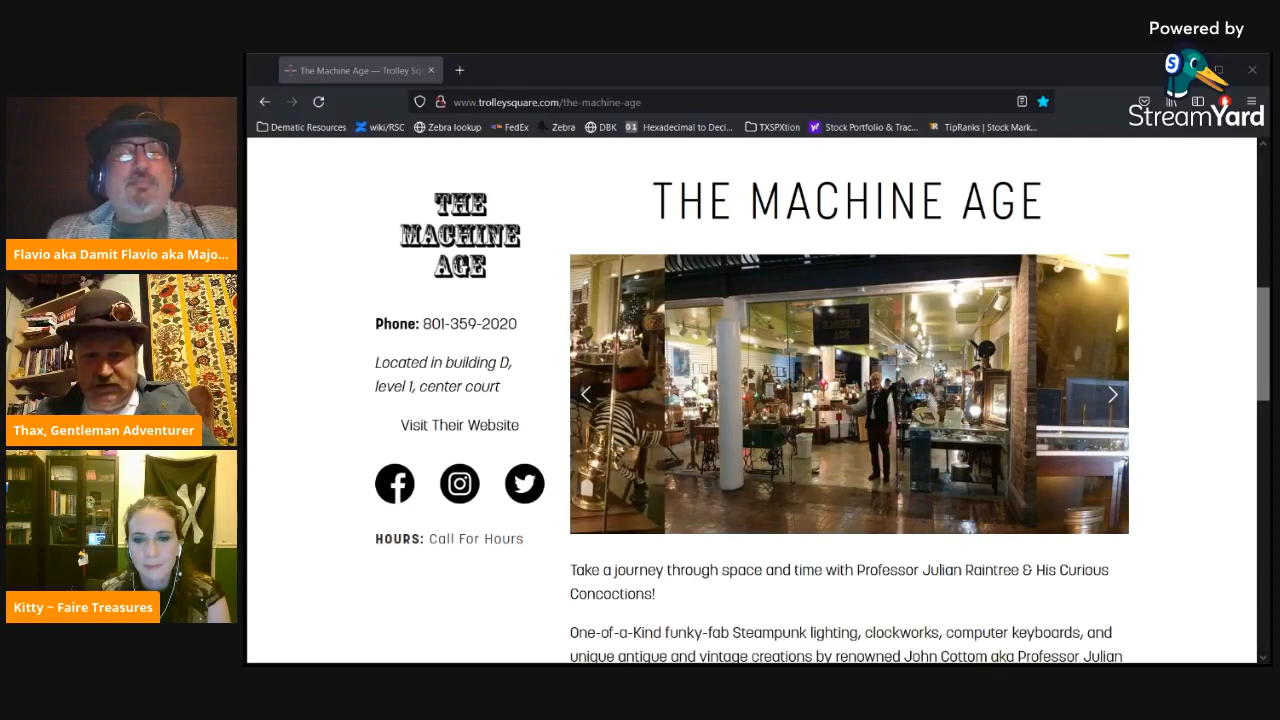 Powered by
StreamYard
The Machine Age — Trolley Sq
www.trolleysquare.com/the-machine-age
Dematic Resources
wiki/RSC
Zebra lookup
FedEx
Zebra
DBK
01 Hexadecimal to Deci...
TXSPXtion
Stock Portfolio & Trac...
TipRanks | Stock Mark...
Flavio aka Damit Flavio aka Majo...
Thax, Gentleman Adventurer
Kitty ~ Faire Treasures
THE
MACHINE
AGE
Phone: 801-359-2020
Located in building D,
level 1, center court
Visit Their Website
HOURS: Call For Hours
THE MACHINE AGE
THE
MACHINE
AGE
Take a journey through space and time with Professor Julian Raintree & His Curious
Concoctions!
One-of-a-Kind funky-fab Steampunk lighting, clockworks, computer keyboards, and
unique antique and vintage creations by renowned John Cottom aka Professor Julian